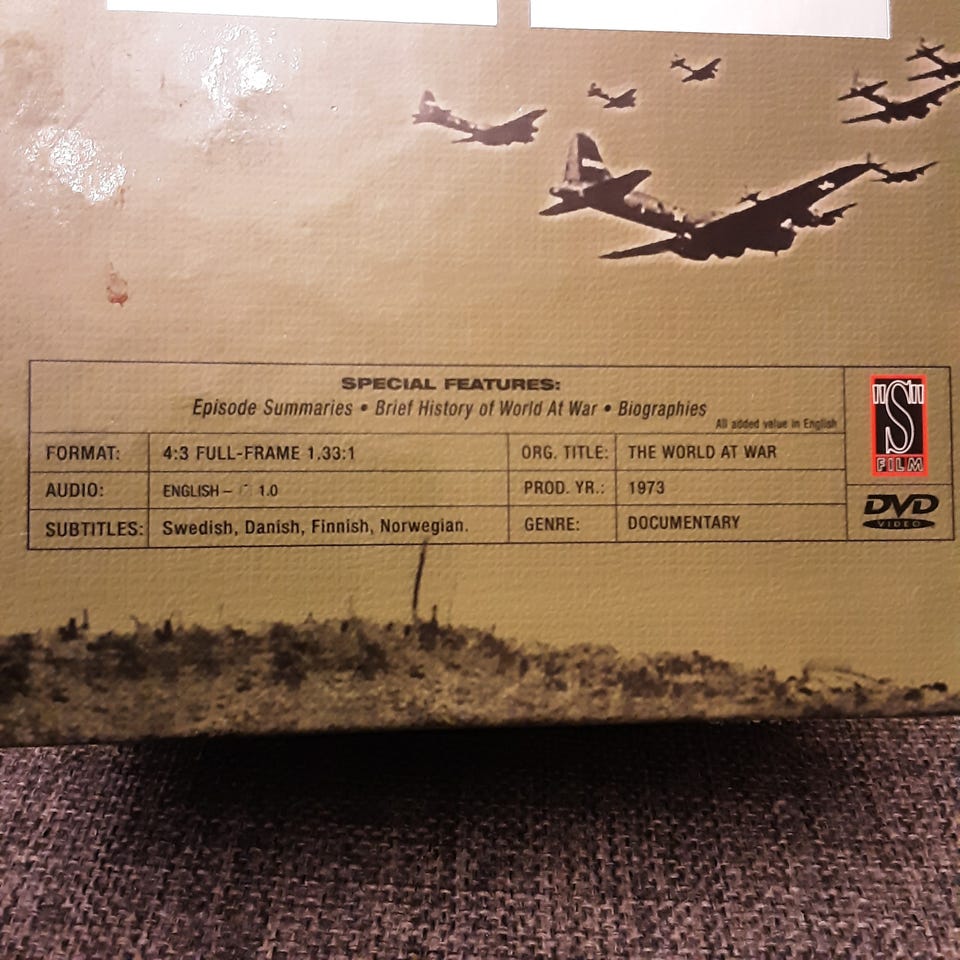 SPECIAL FEATURES:
Episode Summaries • Brief History of World At War • Biographies
All added value in English
FORMAT: 4:3 FULL-FRAME 1.33:1 ORG. TITLE: THE WORLD AT WAR
AUDIO: ENGLISH – 1.0 PROD. YR.: 1973
SUBTITLES: Swedish, Danish, Finnish, Norwegian. GENRE: DOCUMENTARY
"S"
FILM
DVD
VIDEO